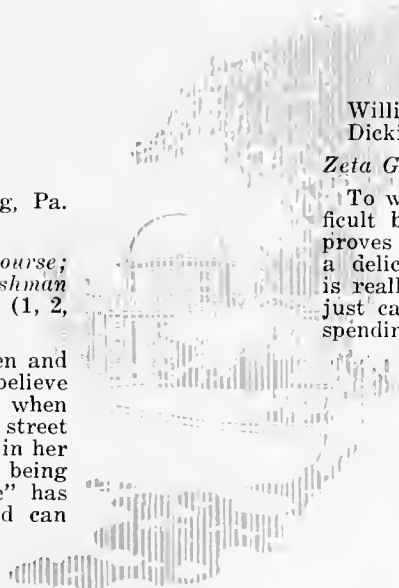 g, Pa.
ourse;
shman
(1, 2,
en and
believe
when
street
in her
being
e" has
d can
Willi
Dicki
Zeta G
To w
ficult b
proves
a delic
is reall
just ca
spendin